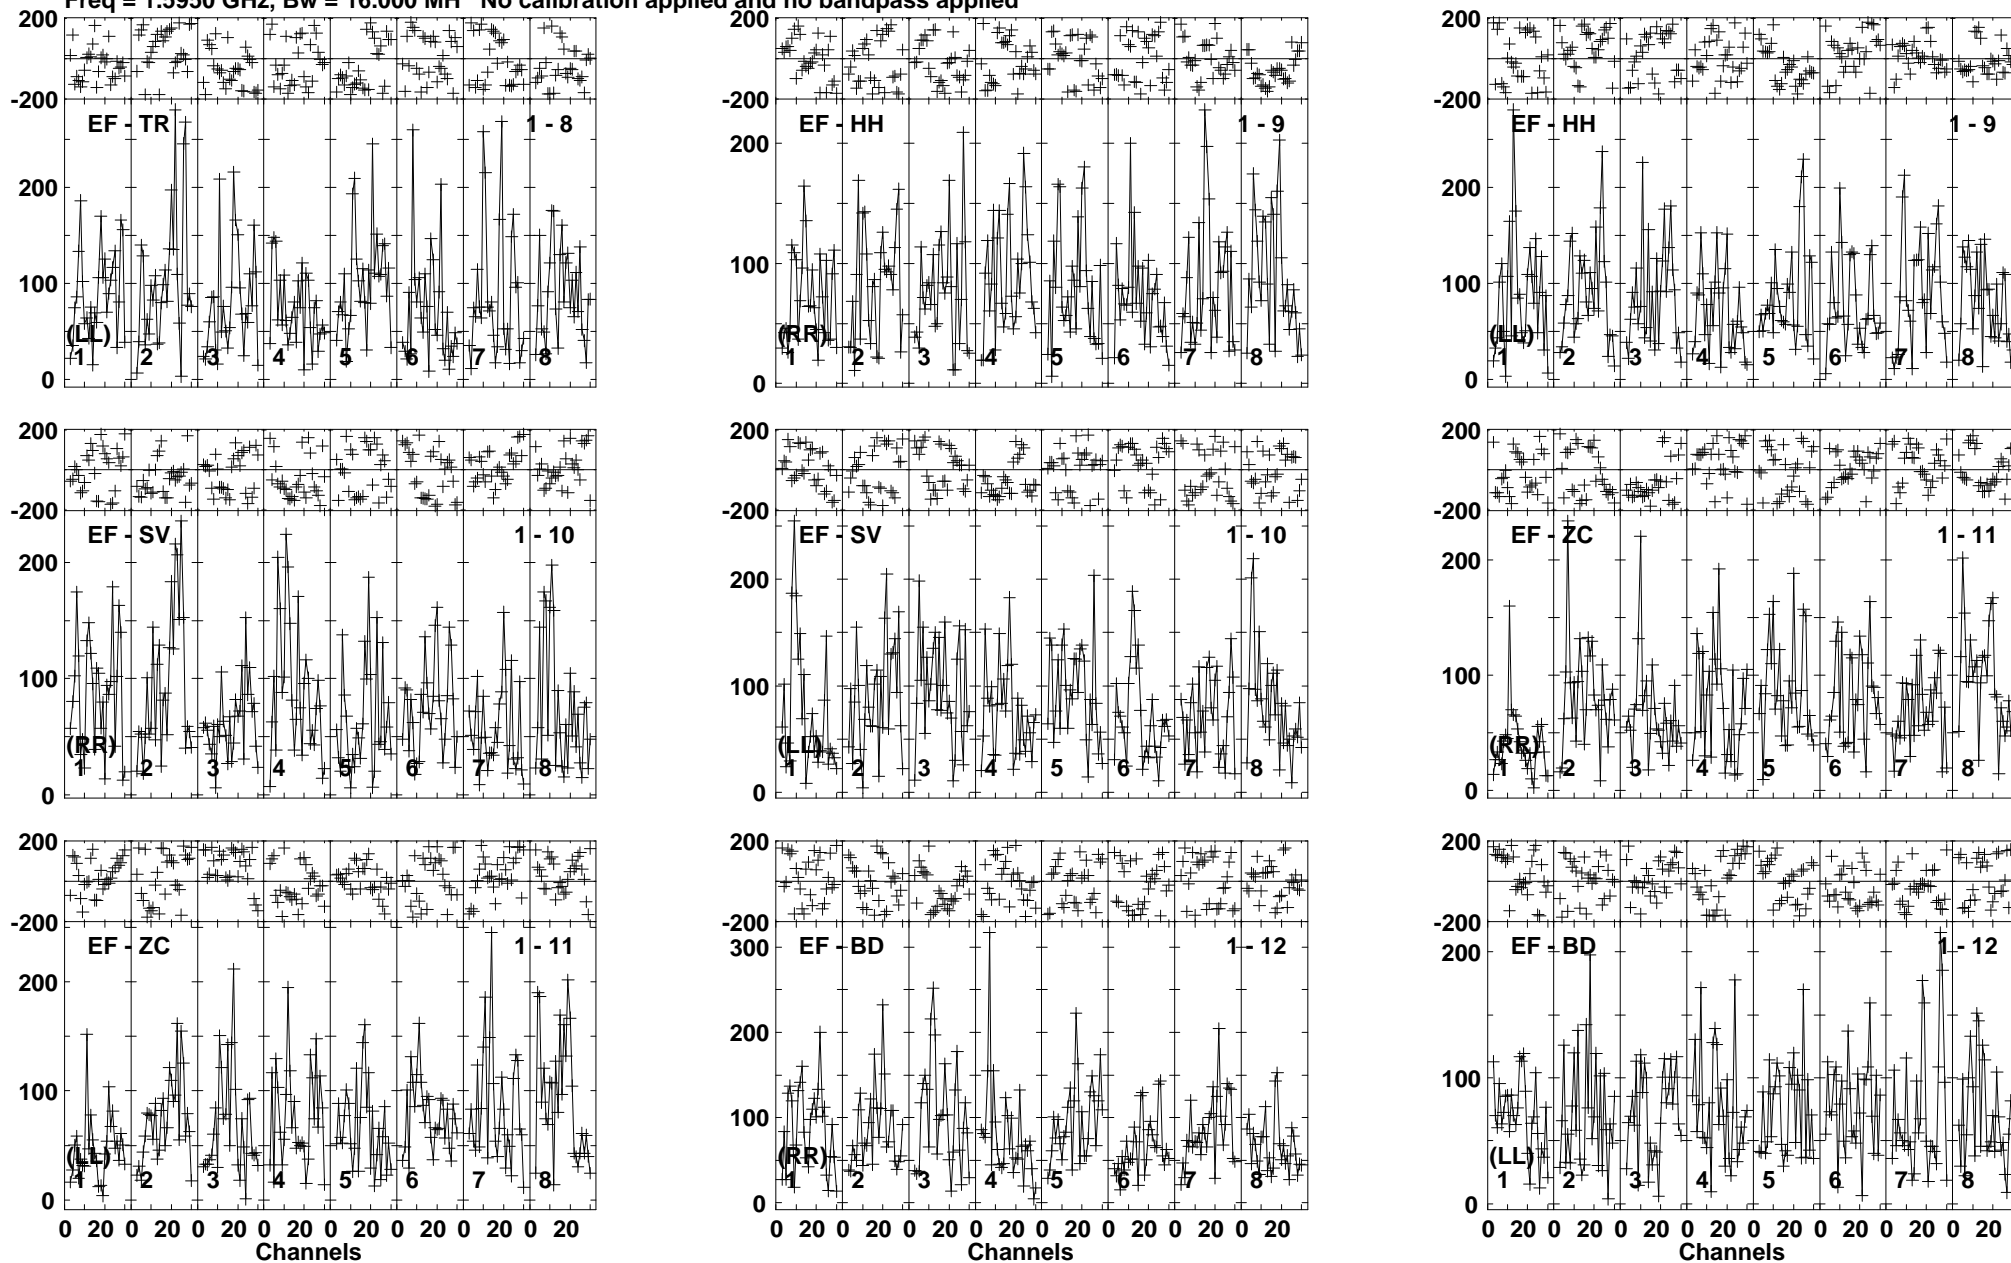 Freq = 1.5950 GHz, Bw = 16.000 MH No calibration applied and no bandpass applied
200 200 200
-200 -200 -200
EF - TR 1 - 8 EF - HH 1 - 9 EF - HH 1 - 9
200 200 200
100 100 100
(LL) (RR) (LL)
1 2 3 4 5 6 7 8 1 2 3 4 5 6 7 8 1 2 3 4 5 6 7 8
0 0 0
200 200 200
-200 -200 -200
EF - SV 1 - 10 EF - SV 1 - 10 EF - ZC 1 - 11
200 200 200
100 100 100
(RR) (LL) (RR)
1 2 3 4 5 6 7 8 1 2 3 4 5 6 7 8 1 2 3 4 5 6 7 8
0 0 0
200 200 200
-200 -200 -200
EF - ZC 1 - 11 EF - BD 1 - 12 EF - BD 1 - 12
300
200 200 200
100 100 100
(LL) (RR) (LL)
1 2 3 4 5 6 7 8 1 2 3 4 5 6 7 8 1 2 3 4 5 6 7 8
0 0 0
0 20 0 20 0 20 0 20 0 20 0 20 0 20 0 20 0 20 0 20 0 20 0 20 0 20 0 20 0 20 0 20 0 20 0 20 0 20 0 20 0 20 0 20 0 20 0 20
Channels Channels Channels